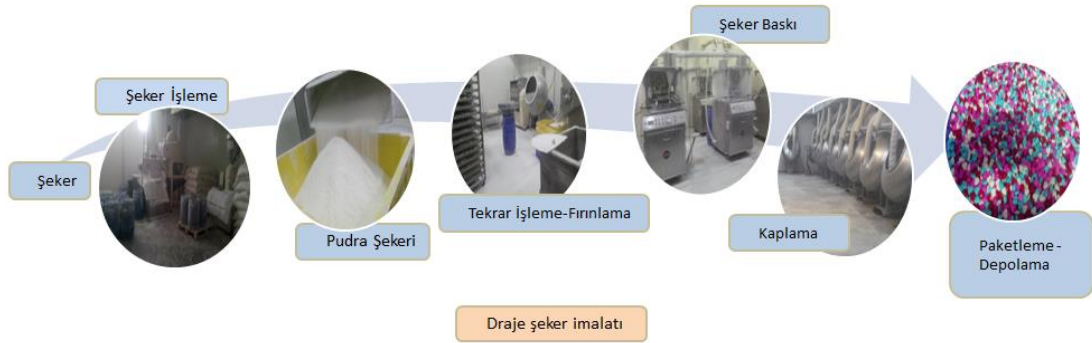 Şeker Baskı
Şeker İşleme
Şeker
Pudra Şekeri
Tekrar İşleme-Fırınlama
Kaplama
Paketleme -
Depolama
Draje şeker imalatı